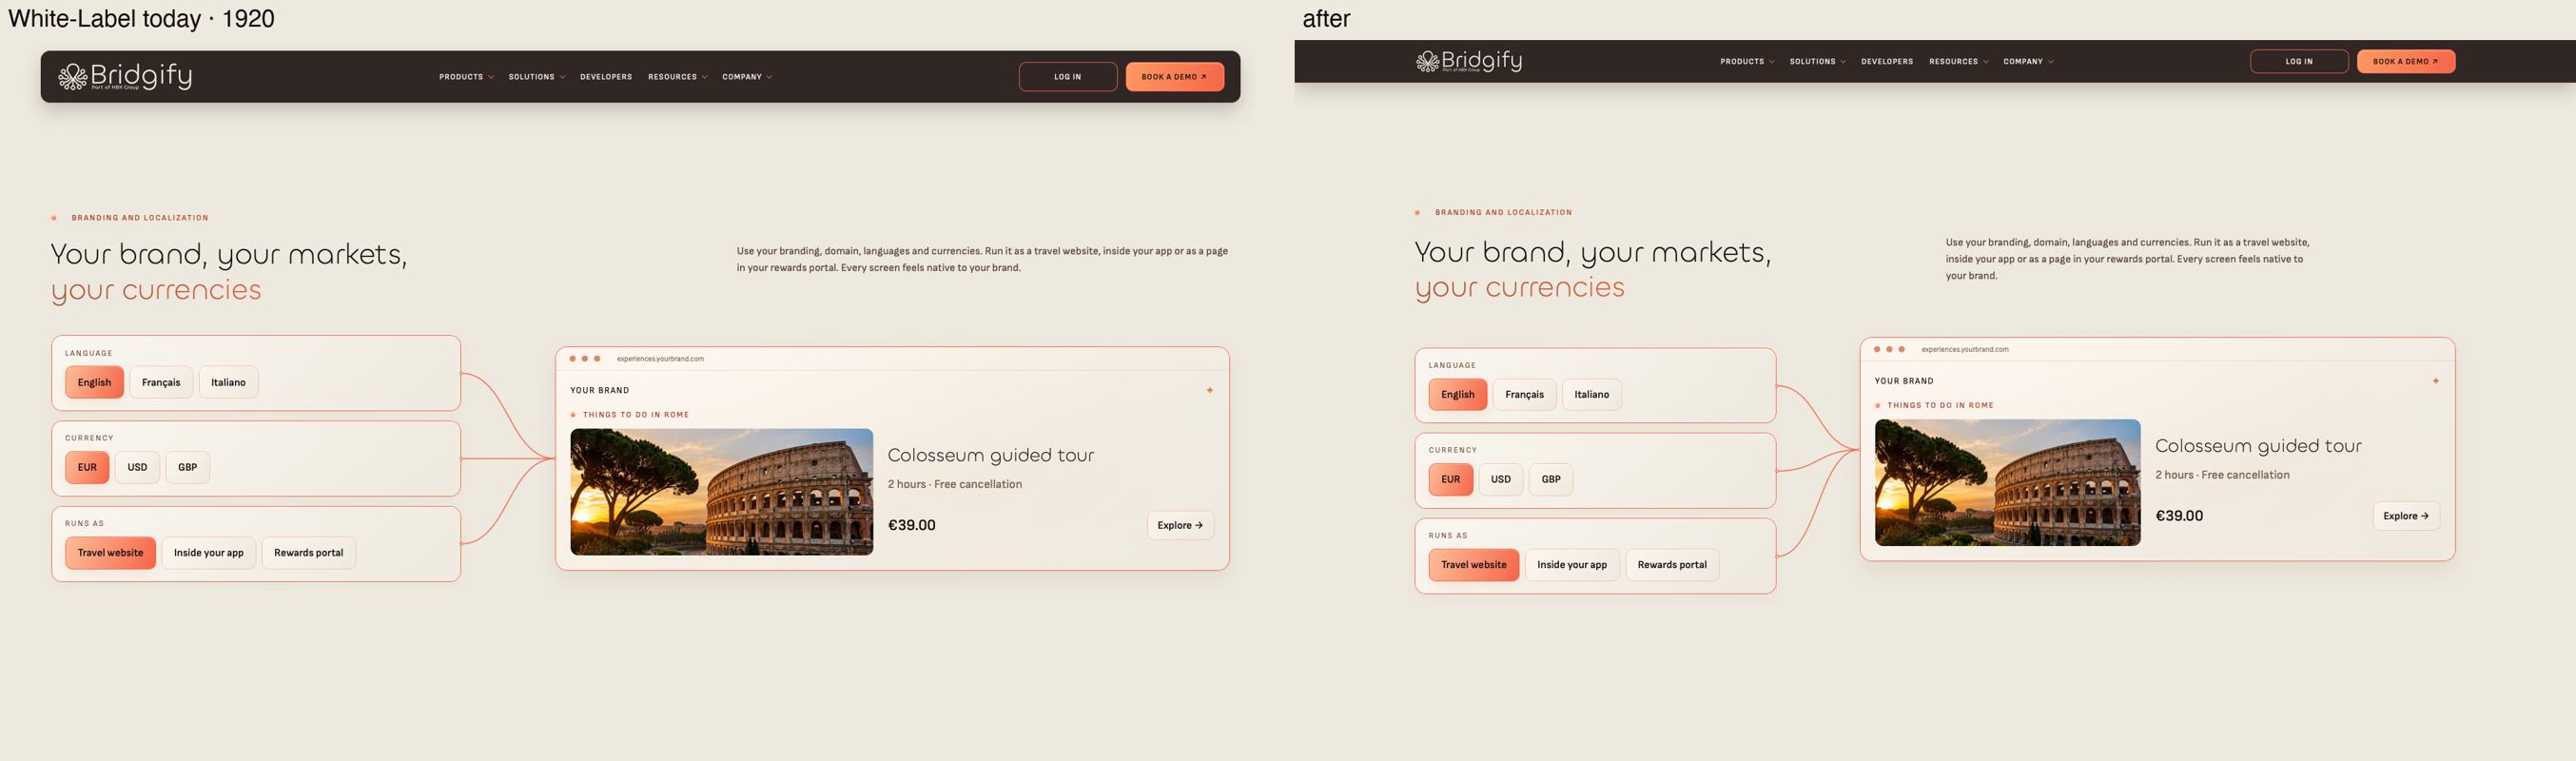 White-Label today · 1920
Bridgify
Part of HBX Group
PRODUCTS
SOLUTIONS
DEVELOPERS
RESOURCES
COMPANY
LOG IN
BOOK A DEMO ↗
BRANDING AND LOCALIZATION
Your brand, your markets,
your currencies
Use your branding, domain, languages and currencies. Run it as a travel website, inside your app or as a page
in your rewards portal. Every screen feels native to your brand.
LANGUAGE
English
Français
Italiano
CURRENCY
EUR
USD
GBP
RUNS AS
Travel website
Inside your app
Rewards portal
experiences.yourbrand.com
YOUR BRAND
THINGS TO DO IN ROME
Colosseum guided tour
2 hours · Free cancellation
€39.00
Explore →
after
Bridgify
PRODUCTS
SOLUTIONS
DEVELOPERS
RESOURCES
COMPANY
LOG IN
BOOK A DEMO ↗
BRANDING AND LOCALIZATION
Your brand, your markets,
your currencies
Use your branding, domain, languages and currencies. Run it as a travel website,
inside your app or as a page in your rewards portal. Every screen feels native to
your brand.
LANGUAGE
English
Français
Italiano
CURRENCY
EUR
USD
GBP
RUNS AS
Travel website
Inside your app
Rewards portal
experiences.yourbrand.com
YOUR BRAND
THINGS TO DO IN ROME
Colosseum guided tour
2 hours · Free cancellation
€39.00
Explore →